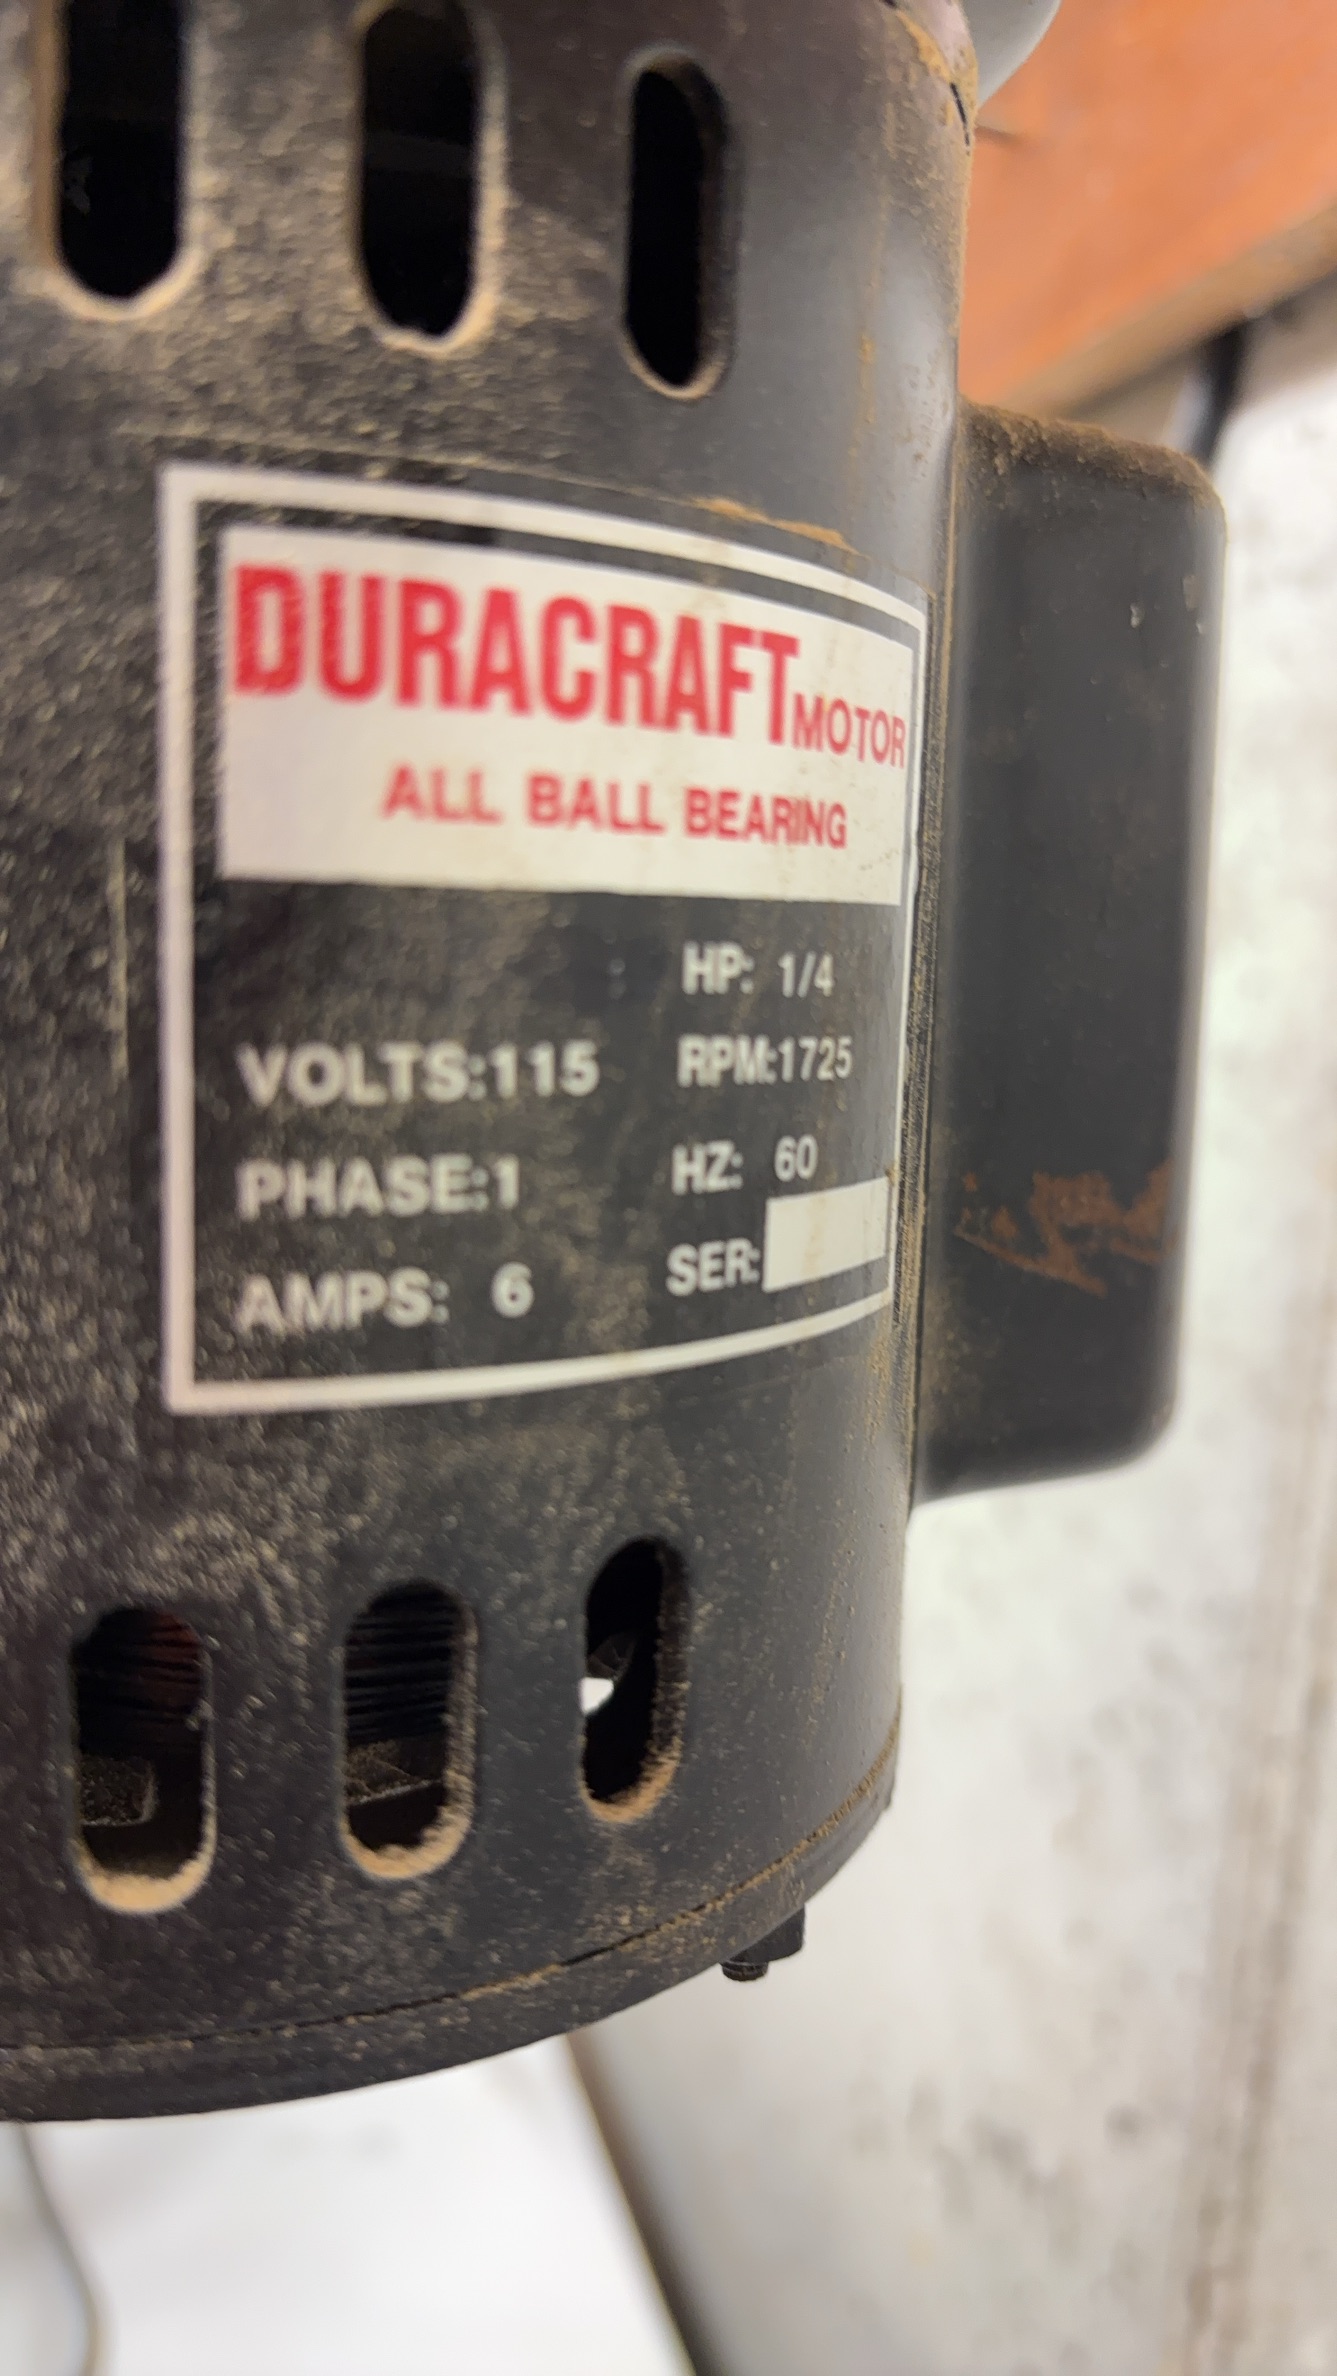 DURACRAFT MOTOR
ALL BALL BEARING
HP: 1/4
VOLTS:115 RPM:1725
PHASE:1 HZ: 60
AMPS: 6 SER: